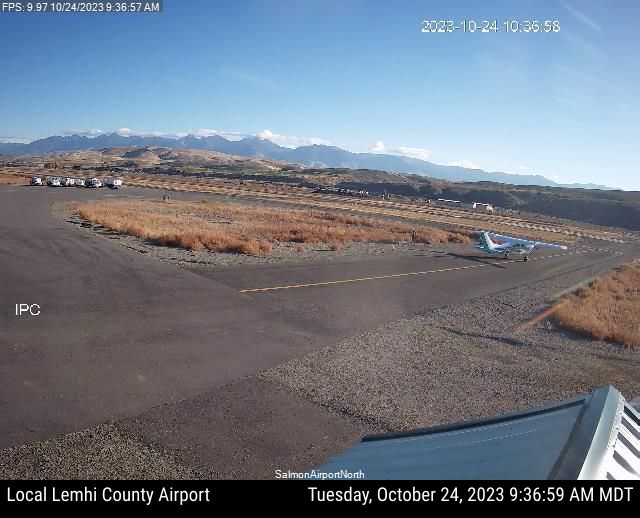 FPS: 9.97 10/24/2023 9:36:57 AM
2023-10-24 10:36:58
IPC
SalmonAirportNorth
Local Lemhi County Airport
Tuesday, October 24, 2023 9:36:59 AM MDT